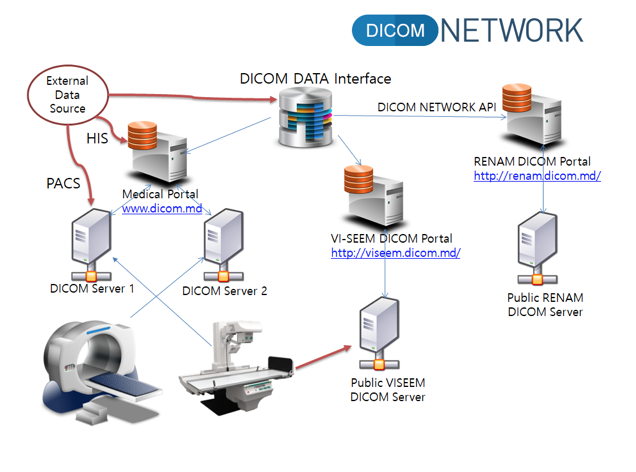 DICOM NETWORK
External
Data
Source
DICOM DATA Interface
DICOM NETWORK API
HIS
PACS
Medical Portal
www.dicom.md
RENAM DICOM Portal
http://renam.dicom.md/
VI-SEEM DICOM Portal
http://viseem.dicom.md/
DICOM Server 1
DICOM Server 2
Public RENAM
DICOM Server
Public VISEEM
DICOM Server